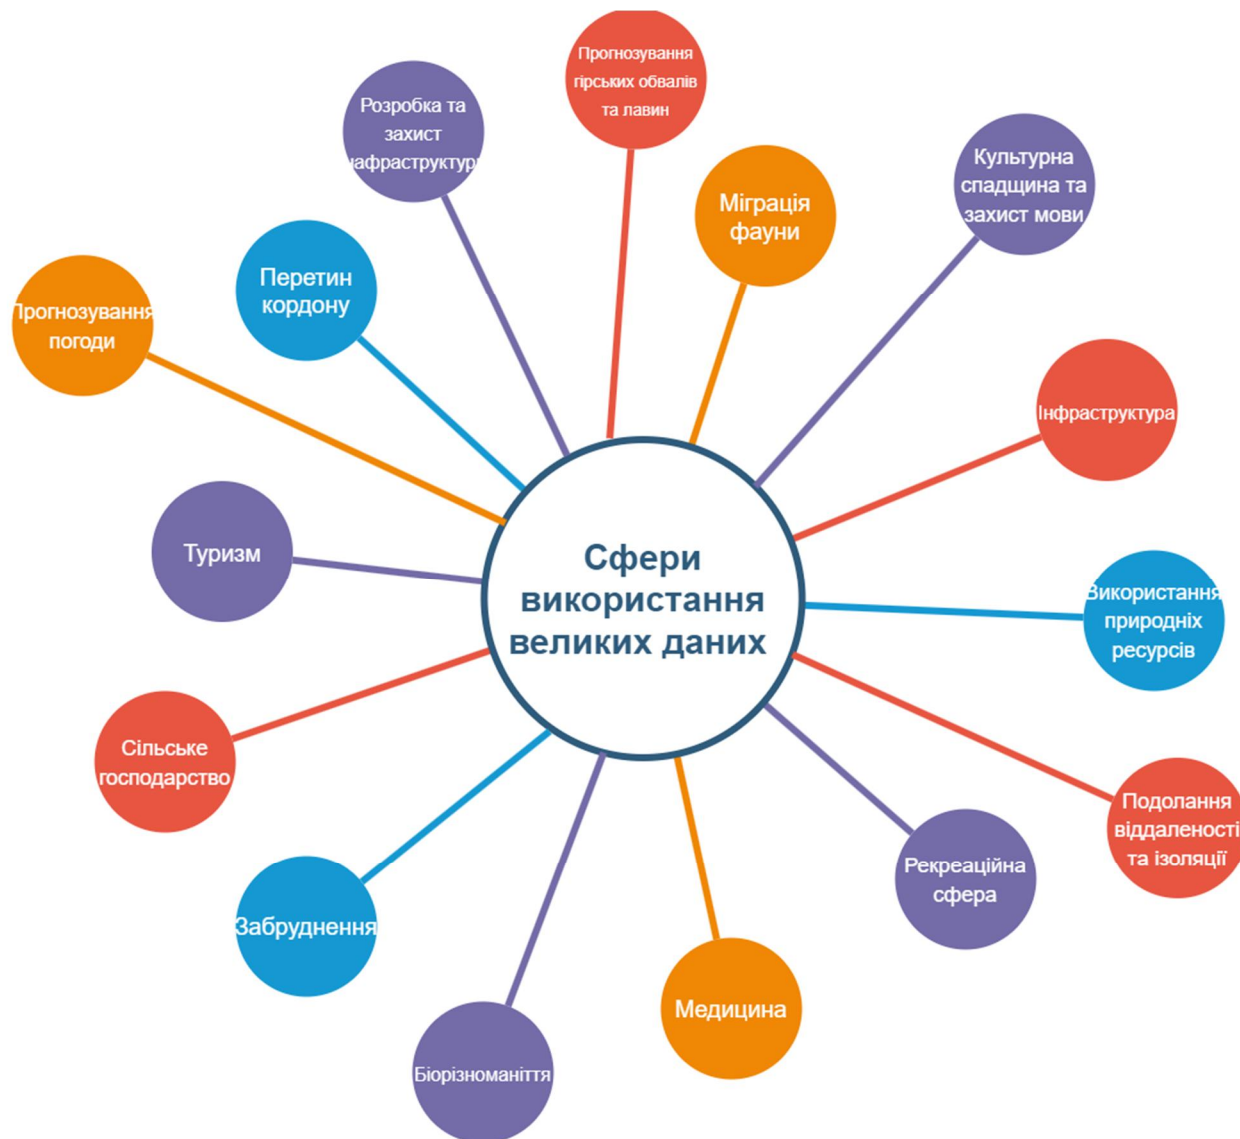 Прогнозування
гірських обвалів
та лавин
Розробка та
захист
нафраструктури
Культурна
спадщина та
захист мови
Міграція
фауни
Перетин
кордону
Прогнозування
погоди
Інфраструктура
Туризм
Сфери
використання
великих даних
Використання
природніх
ресурсів
Сільське
господарство
Подолання
віддаленості
та ізоляції
Рекреаційна
сфера
Забруднення
Медицина
Біорізноманіття